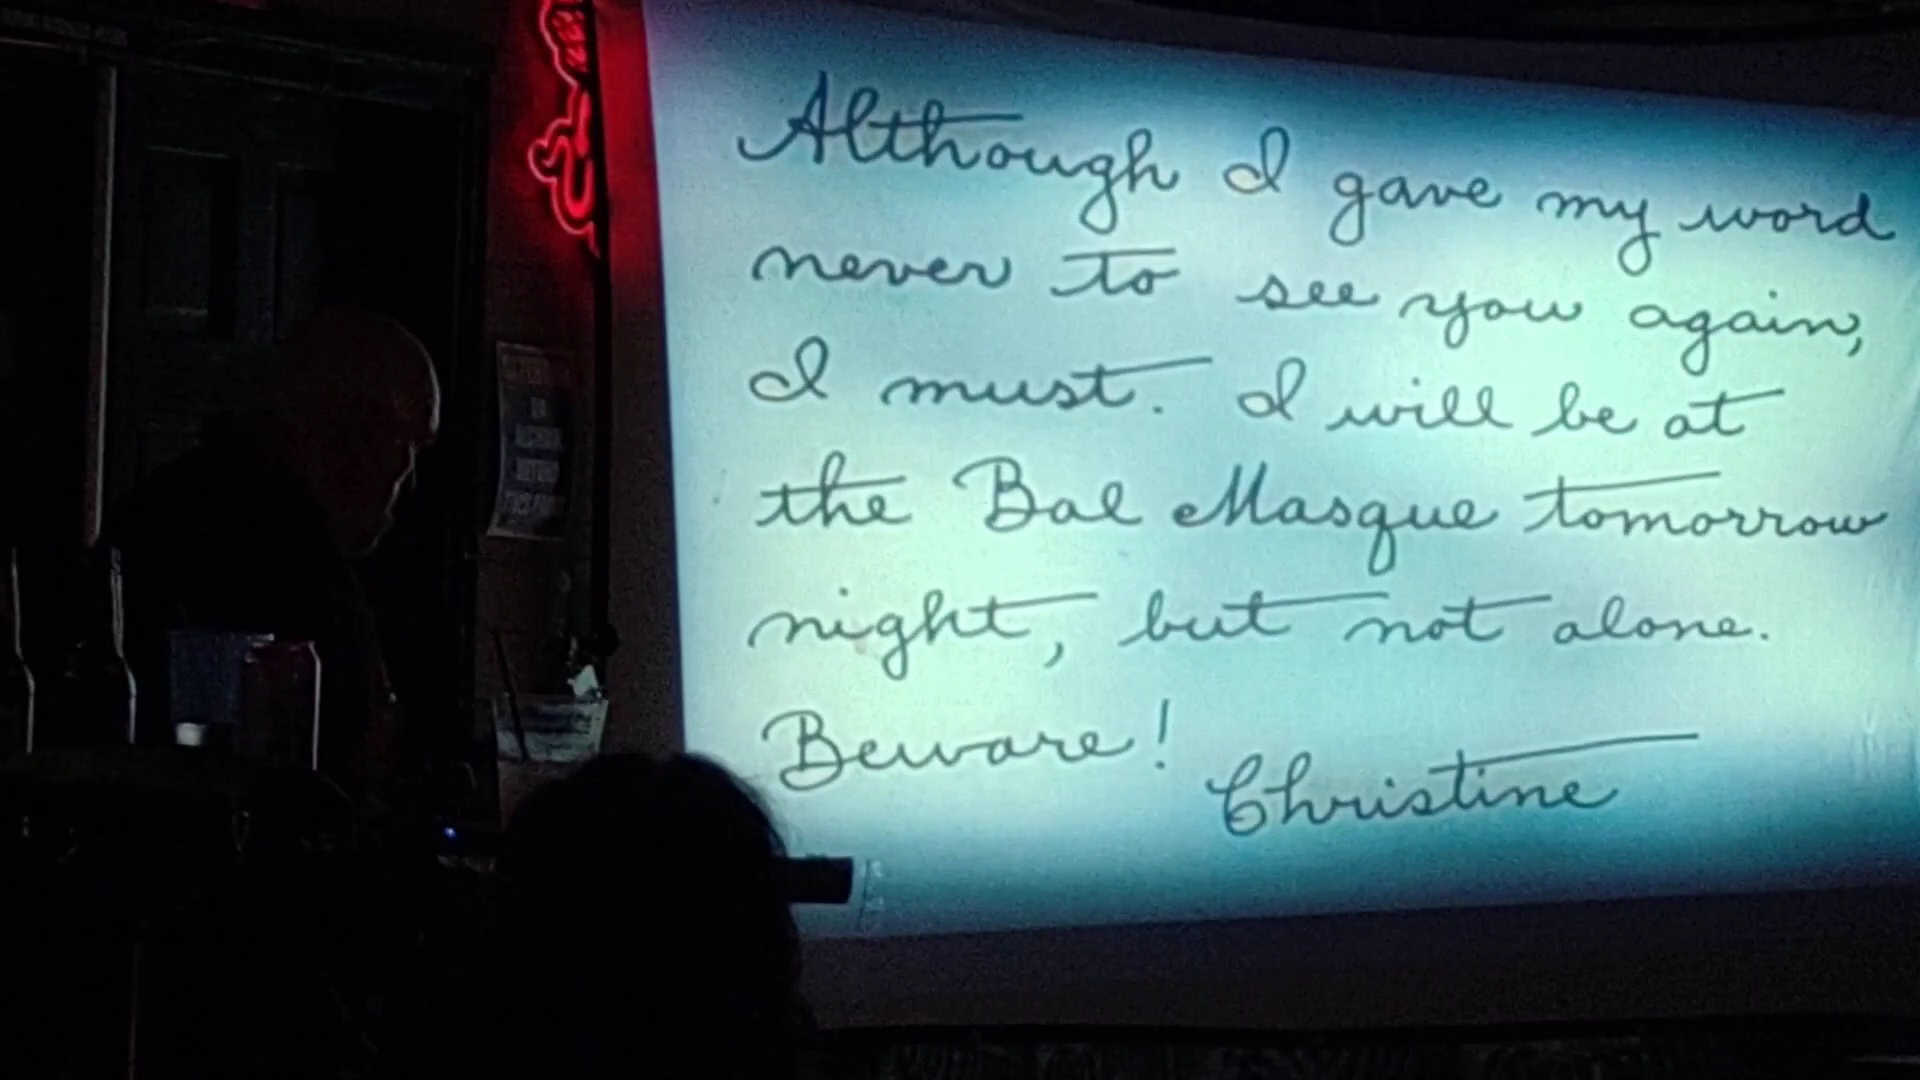 Although I gave my word
never to see you again,
I must. I will be at
the Bal Masque tomorrow
night, but not alone.
Beware!
Christine